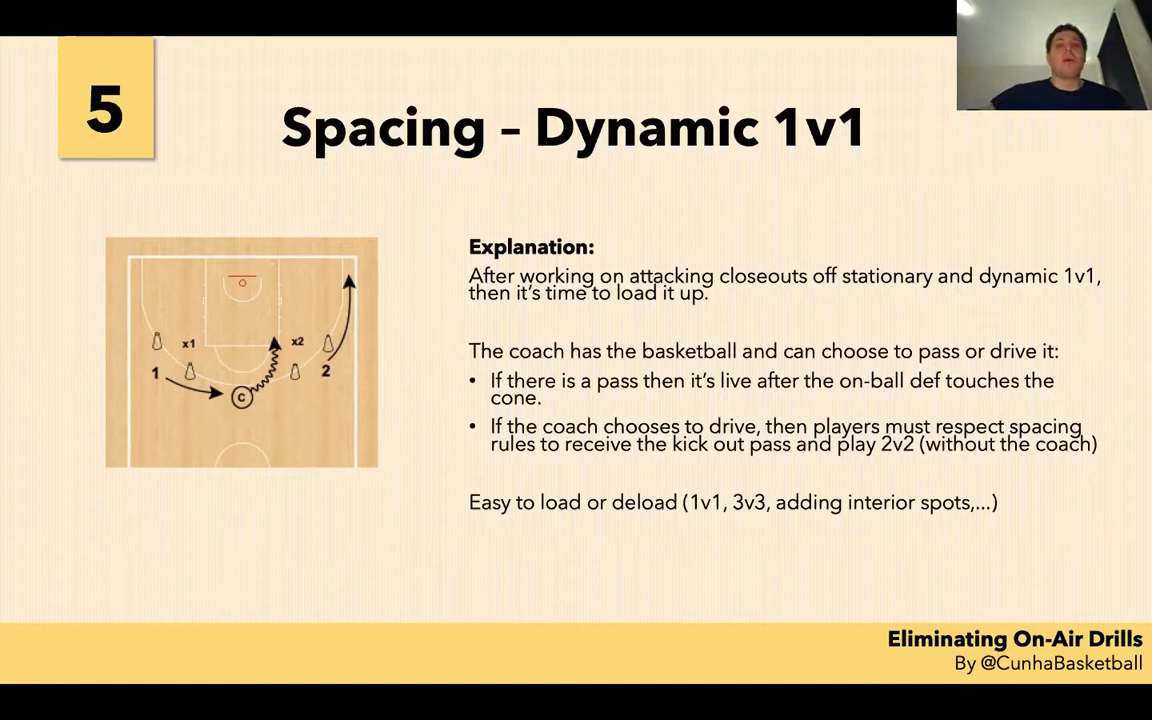 5
Spacing – Dynamic 1v1
Explanation:
After working on attacking closeouts off stationary and dynamic 1v1,
then it's time to load it up.
The coach has the basketball and can choose to pass or drive it:
• If there is a pass then it's live after the on-ball def touches the
cone.
• If the coach chooses to drive, then players must respect spacing
rules to receive the kick out pass and play 2v2 (without the coach)
Easy to load or deload (1v1, 3v3, adding interior spots,...)
x1
x2
1
2
C
Eliminating On-Air Drills
By @CunhaBasketball